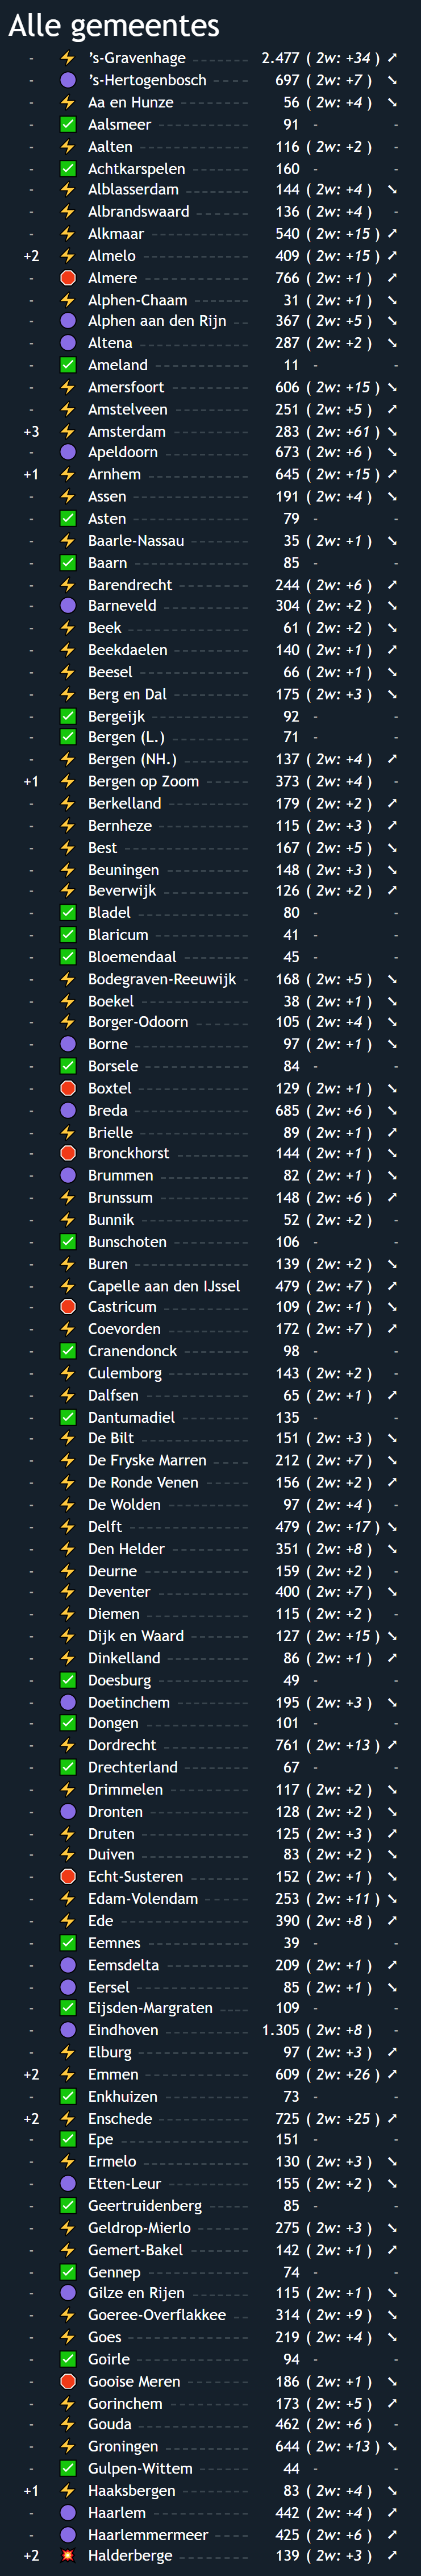 Alle gemeentes
- ⚡ ’s-Gravenhage 2.477 ( 2w: +34 ) ➚
- 🟣 ’s-Hertogenbosch 697 ( 2w: +7 ) ➘
- ⚡ Aa en Hunze 56 ( 2w: +4 ) ➘
- ✅ Aalsmeer 91 - -
- ⚡ Aalten 116 ( 2w: +2 ) -
- ✅ Achtkarspelen 160 - -
- ⚡ Alblasserdam 144 ( 2w: +4 ) ➘
- ⚡ Albrandswaard 136 ( 2w: +4 ) -
- ⚡ Alkmaar 540 ( 2w: +15 ) ➚
+2 ⚡ Almelo 409 ( 2w: +15 ) ➚
- 🛑 Almere 766 ( 2w: +1 ) ➚
- ⚡ Alphen-Chaam 31 ( 2w: +1 ) ➘
- 🟣 Alphen aan den Rijn 367 ( 2w: +5 ) ➘
- 🟣 Altena 287 ( 2w: +2 ) ➘
- ✅ Ameland 11 - -
- ⚡ Amersfoort 606 ( 2w: +15 ) ➘
- ⚡ Amstelveen 251 ( 2w: +5 ) ➚
+3 ⚡ Amsterdam 283 ( 2w: +61 ) ➘
- 🟣 Apeldoorn 673 ( 2w: +6 ) ➘
+1 ⚡ Arnhem 645 ( 2w: +15 ) ➚
- ⚡ Assen 191 ( 2w: +4 ) ➘
- ✅ Asten 79 - -
- ⚡ Baarle-Nassau 35 ( 2w: +1 ) ➘
- ✅ Baarn 85 - -
- ⚡ Barendrecht 244 ( 2w: +6 ) ➚
- 🟣 Barneveld 304 ( 2w: +2 ) ➘
- ⚡ Beek 61 ( 2w: +2 ) ➘
- ⚡ Beekdaelen 140 ( 2w: +1 ) ➚
- ⚡ Beesel 66 ( 2w: +1 ) ➘
- ⚡ Berg en Dal 175 ( 2w: +3 ) ➘
- ✅ Bergeijk 92 - -
- ✅ Bergen (L.) 71 - -
- ⚡ Bergen (NH.) 137 ( 2w: +4 ) ➚
+1 ⚡ Bergen op Zoom 373 ( 2w: +4 ) -
- ⚡ Berkelland 179 ( 2w: +2 ) ➚
- ⚡ Bernheze 115 ( 2w: +3 ) ➚
- ⚡ Best 167 ( 2w: +5 ) ➘
- ⚡ Beuningen 148 ( 2w: +3 ) ➘
- ⚡ Beverwijk 126 ( 2w: +2 ) ➚
- ✅ Bladel 80 - -
- ✅ Blaricum 41 - -
- ✅ Bloemendaal 45 - -
- ⚡ Bodegraven-Reeuwijk 168 ( 2w: +5 ) ➘
- ⚡ Boekel 38 ( 2w: +1 ) ➘
- ⚡ Borger-Odoorn 105 ( 2w: +4 ) ➘
- 🟣 Borne 97 ( 2w: +1 ) ➘
- ✅ Borsele 84 - -
- 🛑 Boxtel 129 ( 2w: +1 ) ➘
- 🟣 Breda 685 ( 2w: +6 ) ➘
- ⚡ Brielle 89 ( 2w: +1 ) ➚
- 🛑 Bronckhorst 144 ( 2w: +1 ) ➘
- 🟣 Brummen 82 ( 2w: +1 ) ➘
- ⚡ Brunssum 148 ( 2w: +6 ) ➚
- ⚡ Bunnik 52 ( 2w: +2 ) -
- ✅ Bunschoten 106 - -
- ⚡ Buren 139 ( 2w: +2 ) ➘
- ⚡ Capelle aan den IJssel 479 ( 2w: +7 ) ➚
- 🛑 Castricum 109 ( 2w: +1 ) ➘
- ⚡ Coevorden 172 ( 2w: +7 ) ➚
- ✅ Cranendonck 98 - -
- ⚡ Culemborg 143 ( 2w: +2 ) -
- ⚡ Dalfsen 65 ( 2w: +1 ) ➚
- ✅ Dantumadiel 135 - -
- ⚡ De Bilt 151 ( 2w: +3 ) ➘
- ⚡ De Fryske Marren 212 ( 2w: +7 ) ➘
- ⚡ De Ronde Venen 156 ( 2w: +2 ) ➚
- ⚡ De Wolden 97 ( 2w: +4 ) -
- ⚡ Delft 479 ( 2w: +17 ) ➘
- ⚡ Den Helder 351 ( 2w: +8 ) ➘
- ⚡ Deurne 159 ( 2w: +2 ) -
- ⚡ Deventer 400 ( 2w: +7 ) ➘
- ⚡ Diemen 115 ( 2w: +2 ) -
- ⚡ Dijk en Waard 127 ( 2w: +15 ) ➘
- ⚡ Dinkelland 86 ( 2w: +1 ) ➚
- ✅ Doesburg 49 - -
- 🟣 Doetinchem 195 ( 2w: +3 ) ➘
- ✅ Dongen 101 - -
- ⚡ Dordrecht 761 ( 2w: +13 ) ➚
- ✅ Drechterland 67 - -
- ⚡ Drimmelen 117 ( 2w: +2 ) ➘
- 🟣 Dronten 128 ( 2w: +2 ) ➘
- ⚡ Druten 125 ( 2w: +3 ) ➚
- ⚡ Duiven 83 ( 2w: +2 ) ➘
- 🛑 Echt-Susteren 152 ( 2w: +1 ) ➘
- ⚡ Edam-Volendam 253 ( 2w: +11 ) ➘
- ⚡ Ede 390 ( 2w: +8 ) ➚
- ✅ Eemnes 39 - -
- 🟣 Eemsdelta 209 ( 2w: +1 ) ➚
- 🟣 Eersel 85 ( 2w: +1 ) ➘
- ✅ Eijsden-Margraten 109 - -
- 🟣 Eindhoven 1.305 ( 2w: +8 ) -
- ⚡ Elburg 97 ( 2w: +3 ) ➚
+2 ⚡ Emmen 609 ( 2w: +26 ) ➚
- ✅ Enkhuizen 73 - -
+2 ⚡ Enschede 725 ( 2w: +25 ) ➚
- ✅ Epe 151 - -
- ⚡ Ermelo 130 ( 2w: +3 ) ➘
- 🟣 Etten-Leur 155 ( 2w: +2 ) ➘
- ✅ Geertruidenberg 85 - -
- ⚡ Geldrop-Mierlo 275 ( 2w: +3 ) ➘
- ⚡ Gemert-Bakel 142 ( 2w: +1 ) ➚
- ✅ Gennep 74 - -
- 🟣 Gilze en Rijen 115 ( 2w: +1 ) ➘
- ⚡ Goeree-Overflakkee 314 ( 2w: +9 ) ➘
- ⚡ Goes 219 ( 2w: +4 ) ➘
- ✅ Goirle 94 - -
- 🛑 Gooise Meren 186 ( 2w: +1 ) ➘
- ⚡ Gorinchem 173 ( 2w: +5 ) ➚
- ⚡ Gouda 462 ( 2w: +6 ) -
- ⚡ Groningen 644 ( 2w: +13 ) ➘
- ✅ Gulpen-Wittem 44 - -
+1 ⚡ Haaksbergen 83 ( 2w: +4 ) ➘
- 🟣 Haarlem 442 ( 2w: +4 ) ➚
- 🟣 Haarlemmermeer 425 ( 2w: +6 ) ➚
+2 💥 Halderberge 139 ( 2w: +3 ) ➚